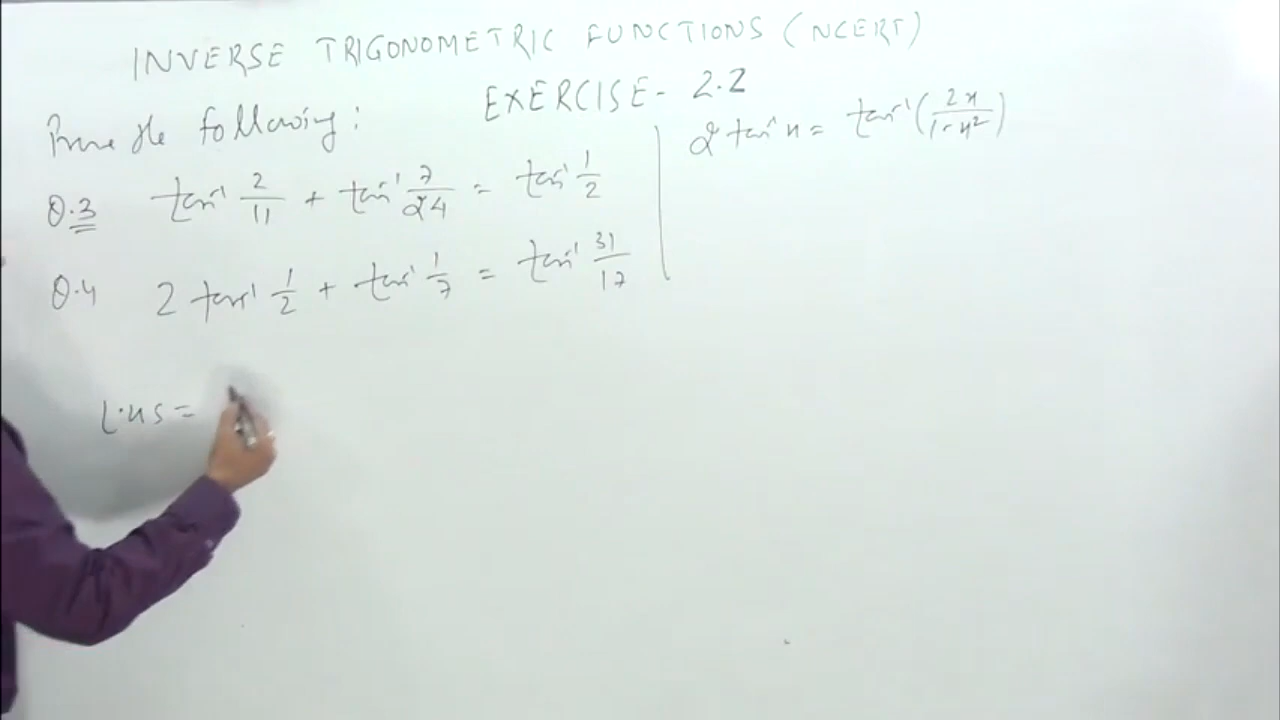 INVERSE TRIGONOMETRIC FUNCTIONS (NCERT)
EXERCISE- 2.2
Prove the following:
2 tan⁻¹ x = tan⁻¹ (2x/1-x²)
Q.3 tan⁻¹ 2/11 + tan⁻¹ 7/24 = tan⁻¹ 1/2
Q.4 2 tan⁻¹ 1/2 + tan⁻¹ 1/7 = tan⁻¹ 31/17
L.HS =